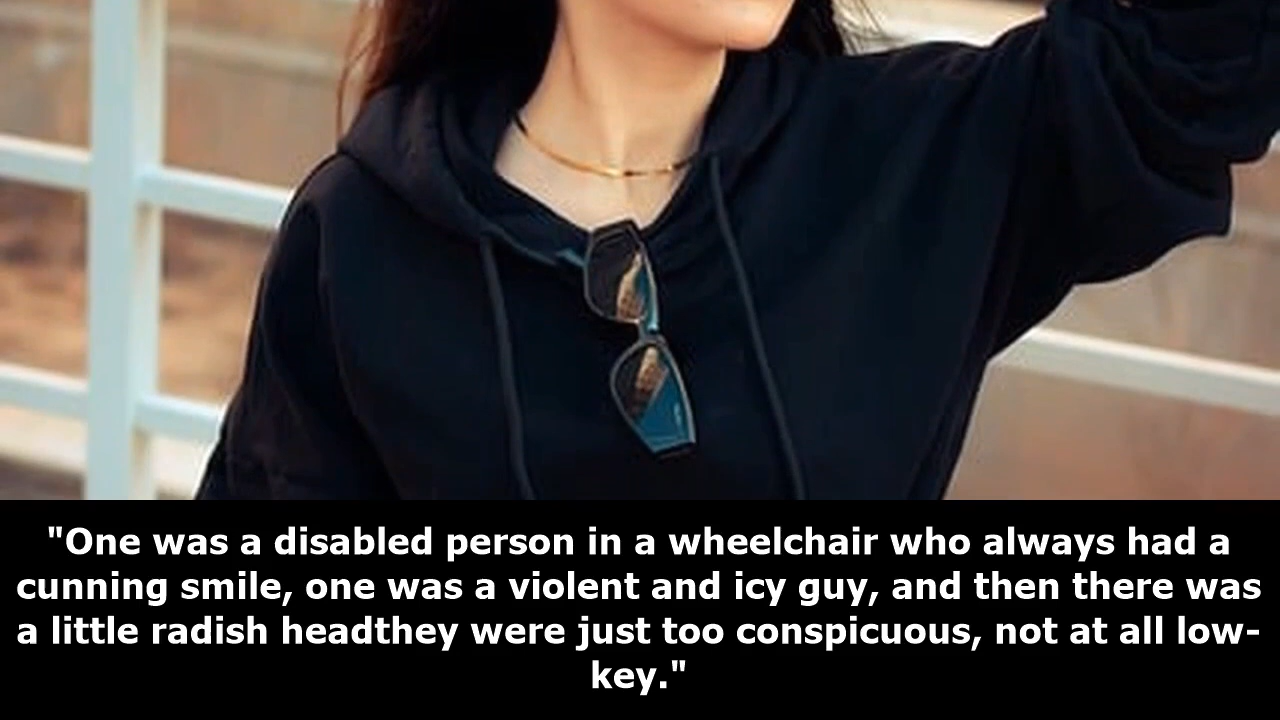 "One was a disabled person in a wheelchair who always had a
cunning smile, one was a violent and icy guy, and then there was
a little radish headthey were just too conspicuous, not at all low-
key."